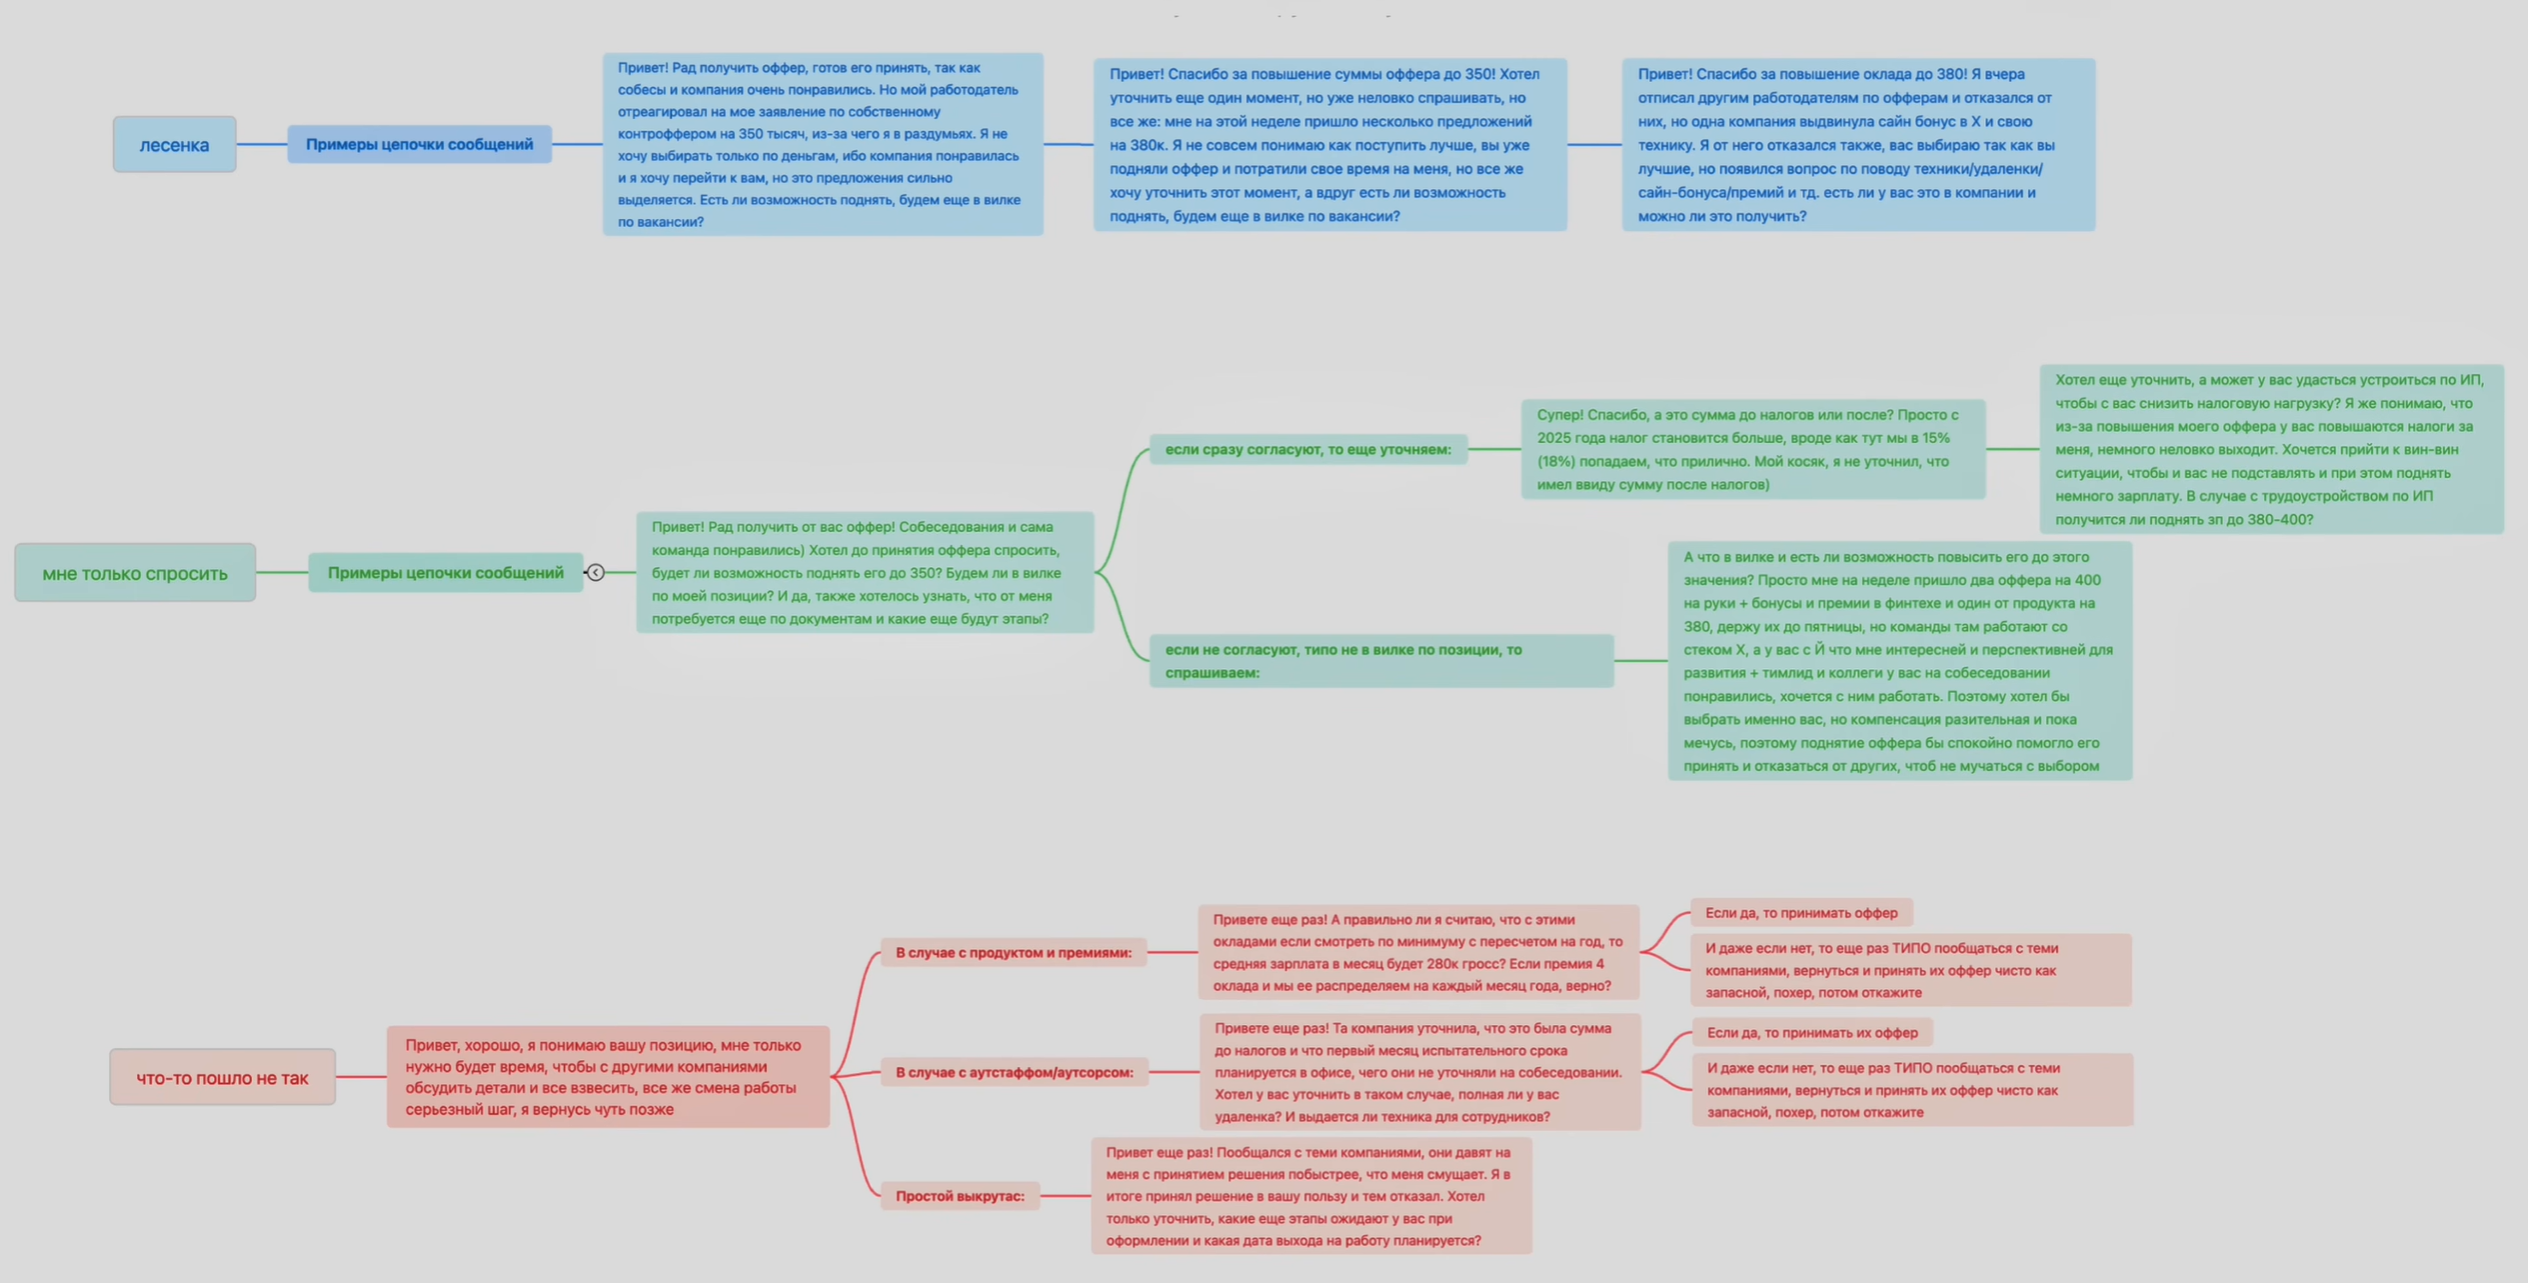 лесенка
Примеры цепочки сообщений
Привет! Рад получить оффер, готов его принять, так как
собесы и компания очень понравились. Но мой работодатель
отреагировал на мое заявление по собственному
контроффером на 350 тысяч, из-за чего я в раздумьях. Я не
хочу выбирать только по деньгам, ибо компания понравилась
и я хочу перейти к вам, но это предложения сильно
выделяется. Есть ли возможность поднять, будем еще в вилке
по вакансии?
Привет! Спасибо за повышение суммы оффера до 350! Хотел
уточнить еще один момент, но уже неловко спрашивать, но
все же: мне на этой неделе пришло несколько предложений
на 380к. Я не совсем понимаю как поступить лучше, вы уже
подняли оффер и потратили свое время на меня, но все же
хочу уточнить этот момент, а вдруг есть ли возможность
поднять, будем еще в вилке по вакансии?
Привет! Спасибо за повышение оклада до 380! Я вчера
отписал другим работодателям по офферам и отказался от
них, но одна компания выдвинула сайн бонус в Х и свою
технику. Я от него отказался также, вас выбираю так как вы
лучшие, но появился вопрос по поводу техники/удаленки/
сайн-бонуса/премий и тд. есть ли у вас это в компании и
можно ли это получить?
мне только спросить
Примеры цепочки сообщений
Привет! Рад получить от вас оффер! Собеседования и сама
команда понравились) Хотел до принятия оффера спросить,
будет ли возможность поднять его до 350? Будем ли в вилке
по моей позиции? И да, также хотелось узнать, что от меня
потребуется еще по документам и какие еще будут этапы?
если сразу согласуют, то еще уточняем:
Супер! Спасибо, а это сумма до налогов или после? Просто с
2025 года налог становится больше, вроде как тут мы в 15%
(18%) попадаем, что прилично. Мой косяк, я не уточнил, что
имел ввиду сумму после налогов)
Хотел еще уточнить, а может у вас удасться устроиться по ИП,
чтобы с вас снизить налоговую нагрузку? Я же понимаю, что
из-за повышения моего оффера у вас повышаются налоги за
меня, немного неловко выходит. Хочется прийти к вин-вин
ситуации, чтобы и вас не подставлять и при этом поднять
немного зарплату. В случае с трудоустройством по ИП
получится ли поднять зп до 380-400?
если не согласуют, типо не в вилке по позиции, то
спрашиваем:
А что в вилке и есть ли возможность повысить его до этого
значения? Просто мне на неделе пришло два оффера на 400
на руки + бонусы и премии в финтехе и один от продукта на
380, держу их до пятницы, но команды там работают со
стеком Х, а у вас с Й что мне интересней и перспективней для
развития + тимлид и коллеги у вас на собеседовании
понравились, хочется с ним работать. Поэтому хотел бы
выбрать именно вас, но компенсация разительная и пока
мечусь, поэтому поднятие оффера бы спокойно помогло его
принять и отказаться от других, чтоб не мучаться с выбором
что-то пошло не так
Привет, хорошо, я понимаю вашу позицию, мне только
нужно будет время, чтобы с другими компаниями
обсудить детали и все взвесить, все же смена работы
серьезный шаг, я вернусь чуть позже
В случае с продуктом и премиями:
Привете еще раз! А правильно ли я считаю, что с этими
окладами если смотреть по минимуму с пересчетом на год, то
средняя зарплата в месяц будет 280к гросс? Если премия 4
оклада и мы ее распределяем на каждый месяц года, верно?
Если да, то принимать оффер
И даже если нет, то еще раз ТИПО пообщаться с теми
компаниями, вернуться и принять их оффер чисто как
запасной, похер, потом откажите
В случае с аутстаффом/аутсорсом:
Привете еще раз! Та компания уточнила, что это была сумма
до налогов и что первый месяц испытательного срока
планируется в офисе, чего они не уточняли на собеседовании.
Хотел у вас уточнить в таком случае, полная ли у вас
удаленка? И выдается ли техника для сотрудников?
Если да, то принимать их оффер
И даже если нет, то еще раз ТИПО пообщаться с теми
компаниями, вернуться и принять их оффер чисто как
запасной, похер, потом откажите
Простой выкрутас:
Привет еще раз! Пообщался с теми компаниями, они давят на
меня с принятием решения побыстрее, что меня смущает. Я в
итоге принял решение в вашу пользу и тем отказал. Хотел
только уточнить, какие еще этапы ожидают у вас при
оформлении и какая дата выхода на работу планируется?